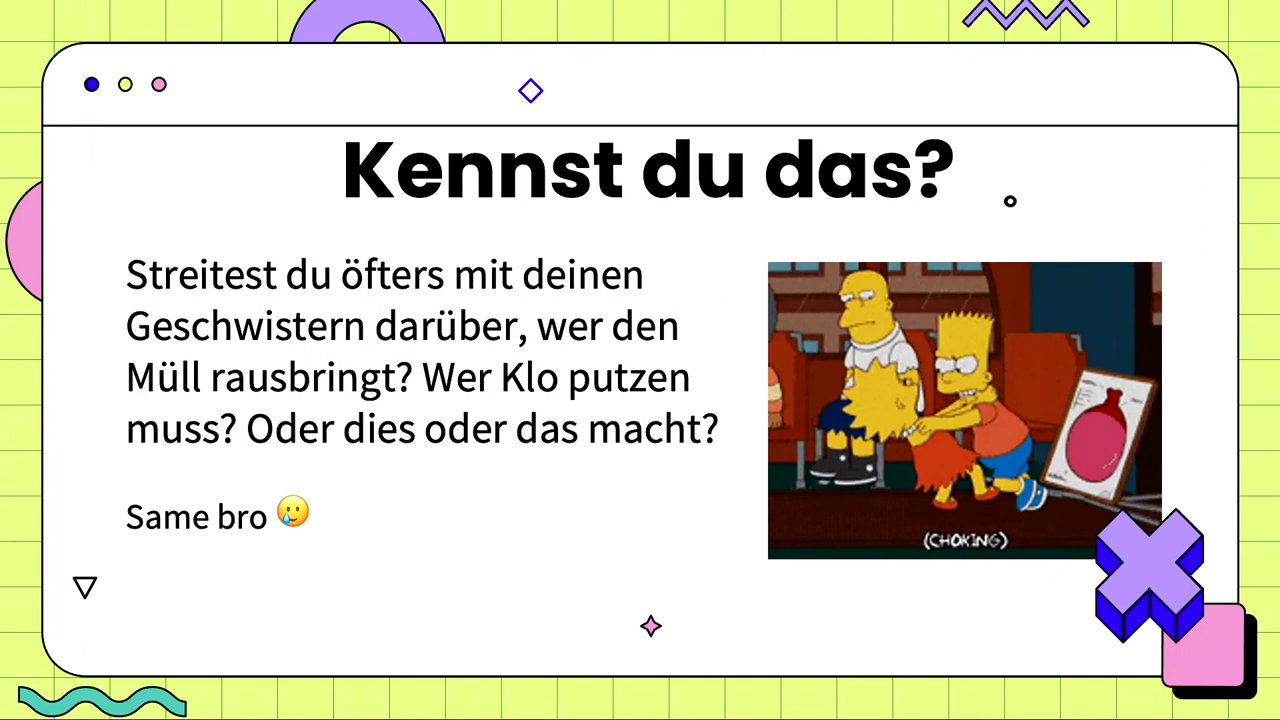 Kennst du das?
Streitest du öfters mit deinen
Geschwistern darüber, wer den
Müll rausbringt? Wer Klo putzen
muss? Oder dies oder das macht?
Same bro 🥲
(CHOKING)